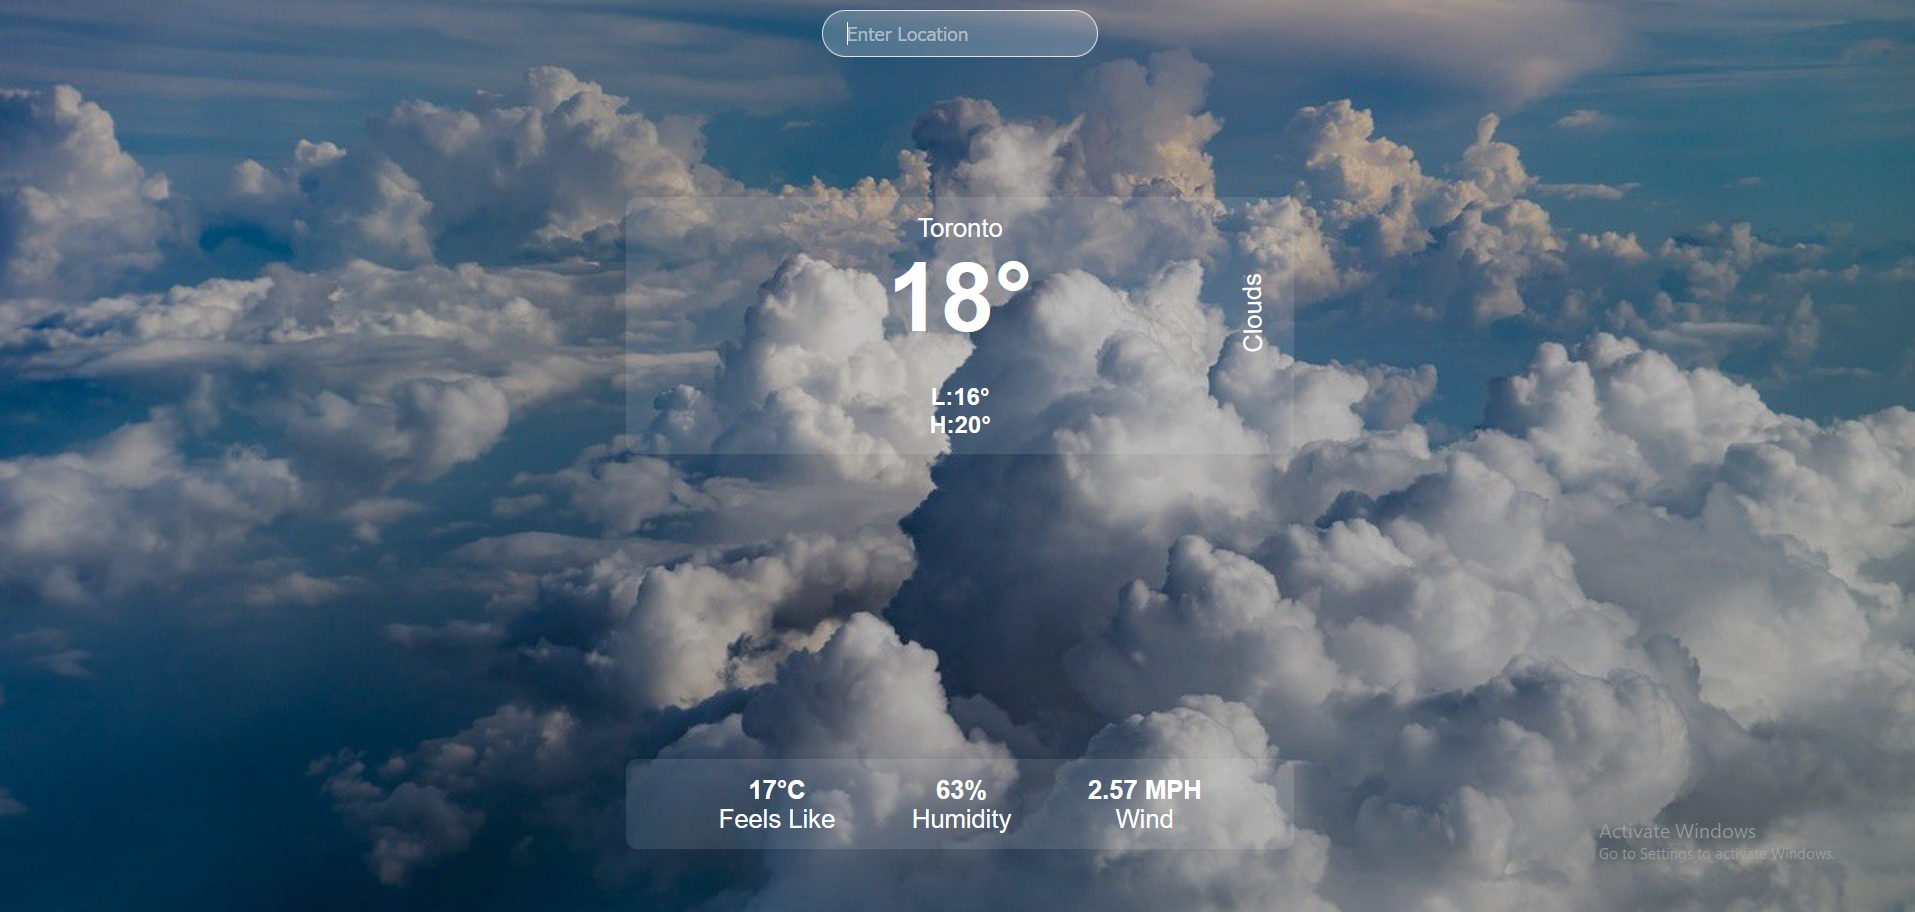 Enter Location
Toronto
18°
Clouds
L:16°
H:20°
17°C
Feels Like
63%
Humidity
2.57 MPH
Wind
Activate Windows
Go to Settings to activate Windows.